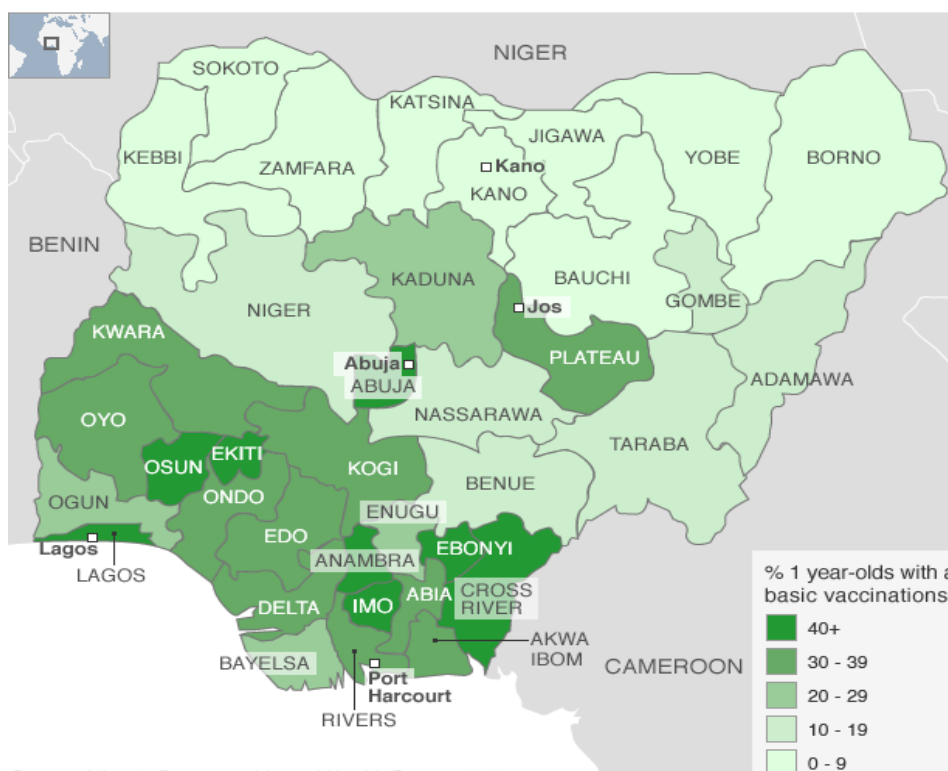 NIGER
SOKOTO
KATSINA
JIGAWA
KEBBI
ZAMFARA
Kano
KANO
YOBE
BORNO
BENIN
KADUNA
BAUCHI
GOMBE
NIGER
Jos
KWARA
Abuja
ABUJA
PLATEAU
ADAMAWA
OYO
NASSARAWA
TARABA
OSUN
EKITI
KOGI
BENUE
OGUN
ONDO
ENUGU
EDO
EBONYI
Lagos
LAGOS
ANAMBRA
DELTA
IMO
ABIA
CROSS
RIVER
AKWA
IBOM
BAYELSA
Port
Harcourt
RIVERS
CAMEROON
% 1 year-olds with a
basic vaccinations
40+
30 - 39
20 - 29
10 - 19
0 - 9